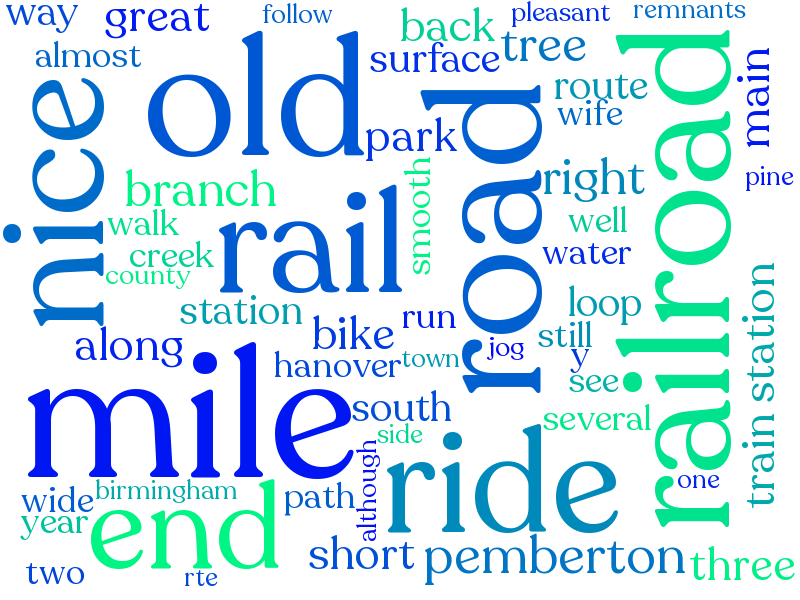 way
great
follow
back
pleasant
remnants
almost
surface
tree
nice
old
park
road
route
wife
railroad
main
branch
rail
smooth
right
pine
walk
well
creek
water
county
station
loop
train station
along
bike
run
still
hanover
town
jog
y
see
mile
south
several
side
although
ride
one
wide
birmingham
path
year
end
short
pemberton
three
two
rte